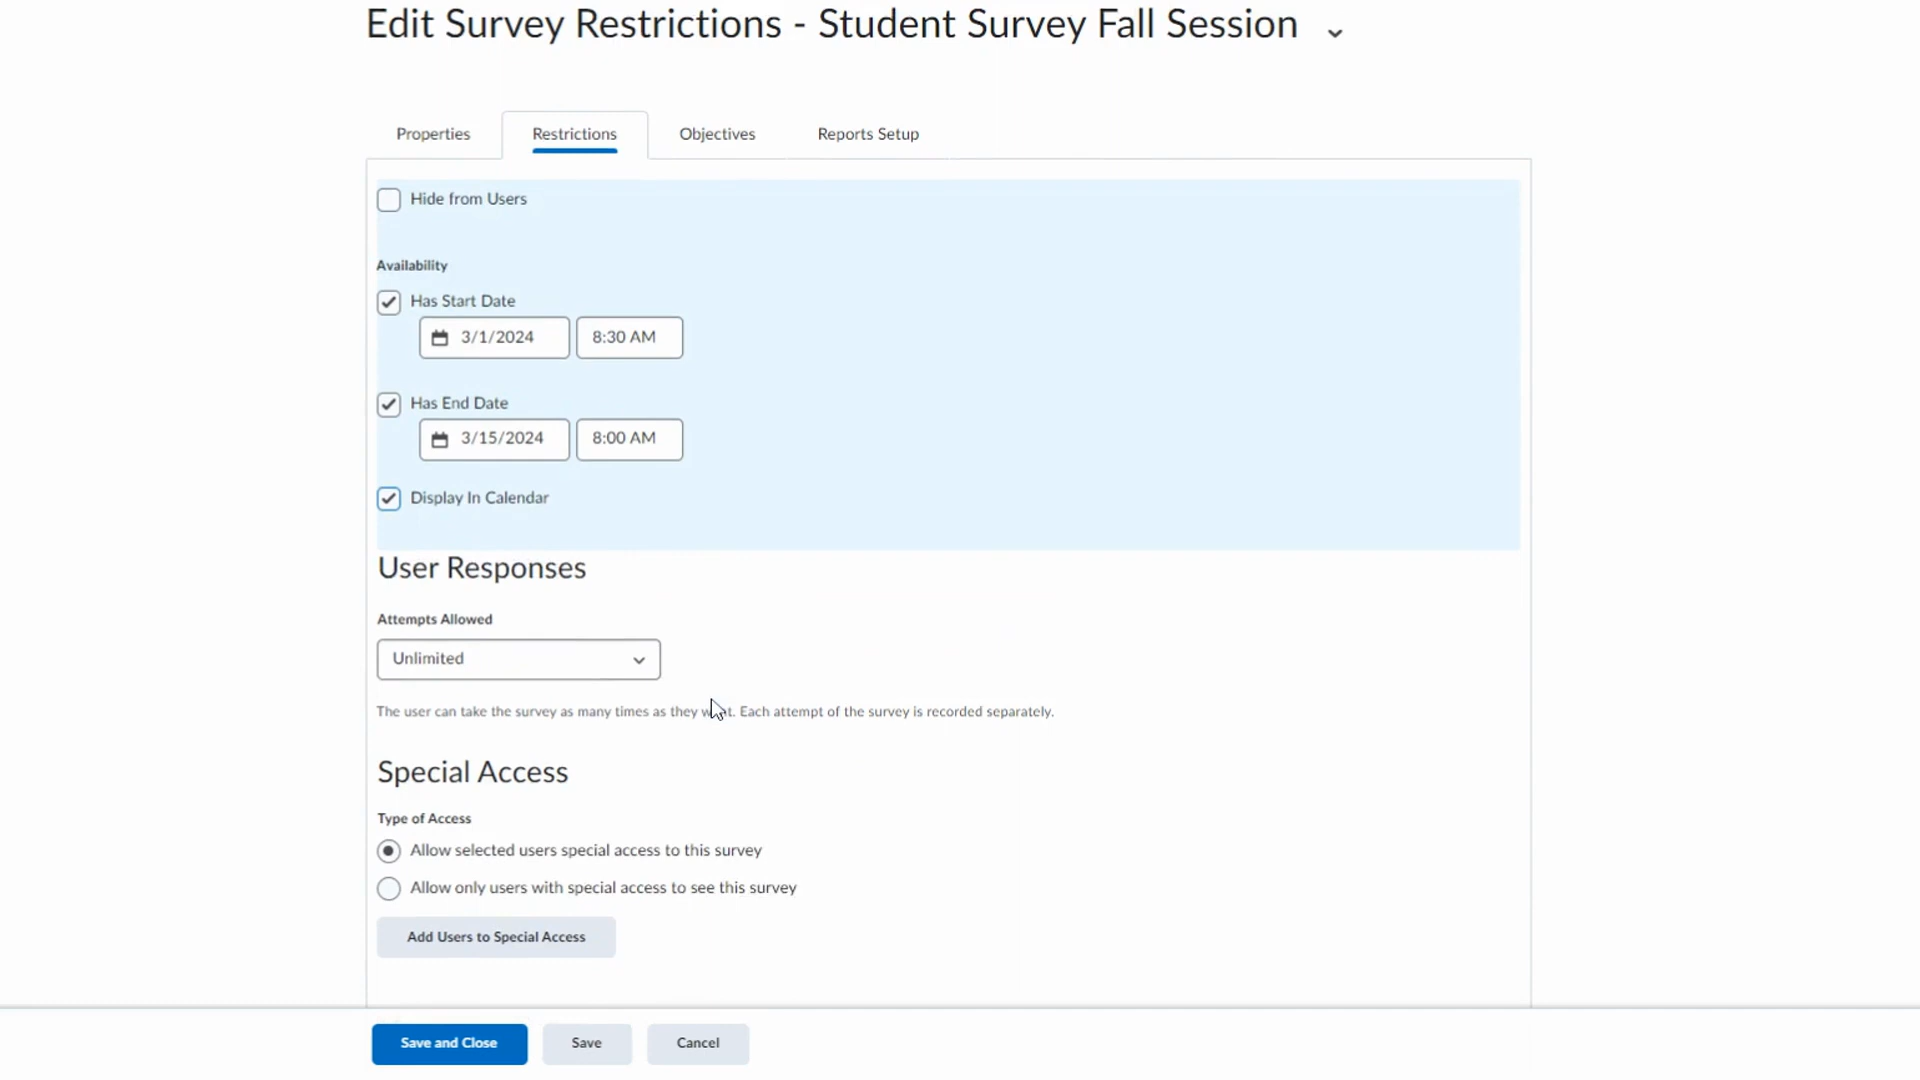 Edit Survey Restrictions - Student Survey Fall Session
Properties
Restrictions
Objectives
Reports Setup
Hide from Users
Availability
Has Start Date
3/1/2024
8:30 AM
Has End Date
3/15/2024
8:00 AM
Display In Calendar
User Responses
Attempts Allowed
Unlimited
The user can take the survey as many times as they want. Each attempt of the survey is recorded separately.
Special Access
Type of Access
Allow selected users special access to this survey
Allow only users with special access to see this survey
Add Users to Special Access
Save and Close
Save
Cancel